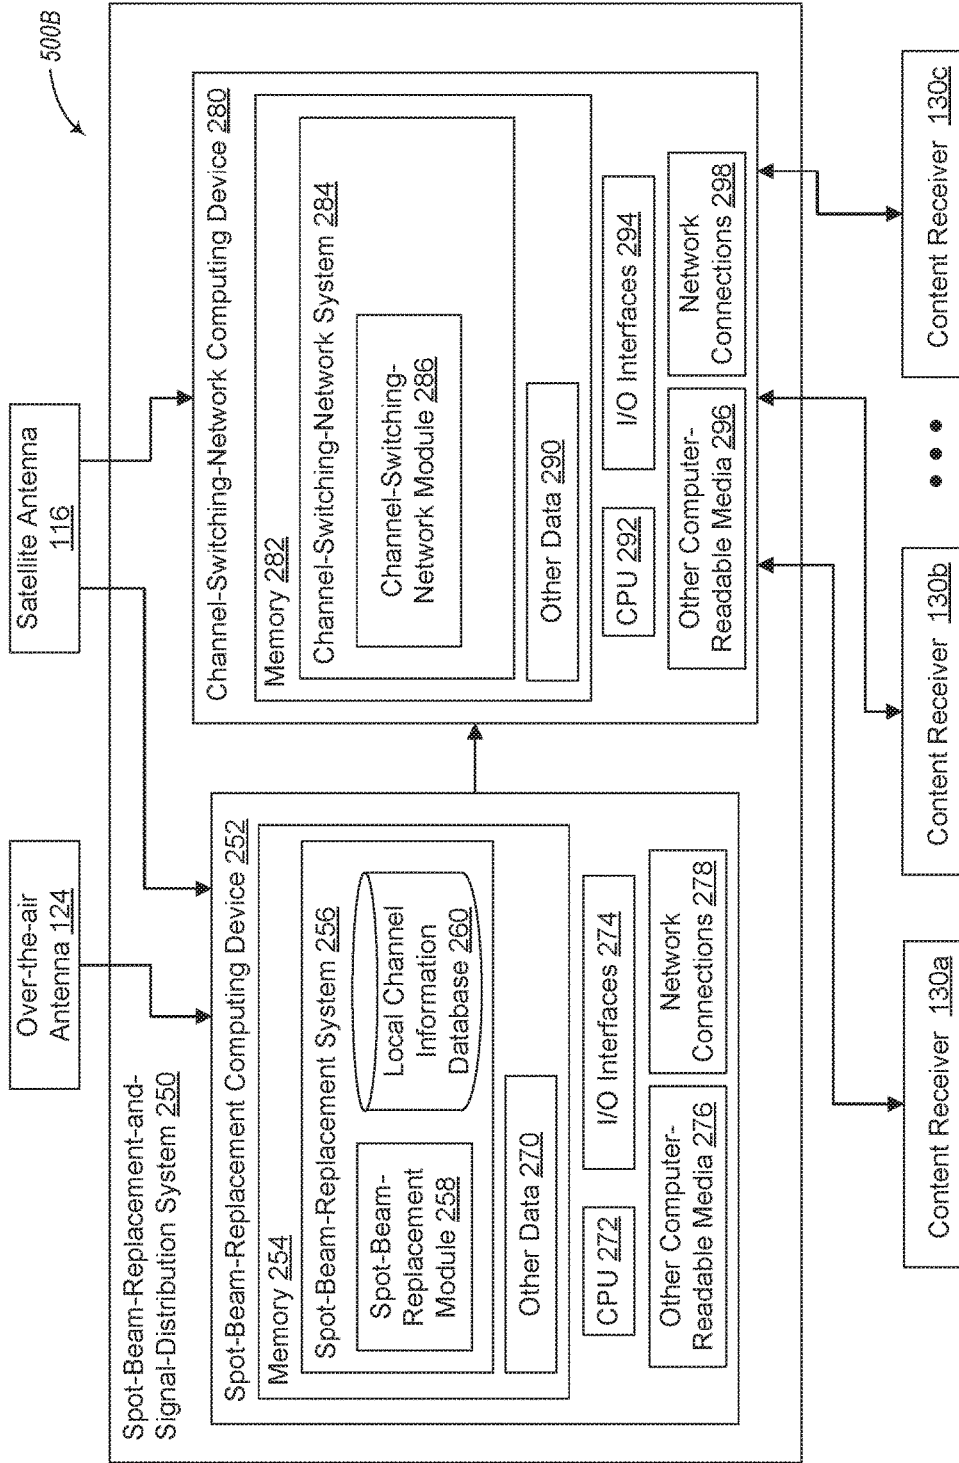 500B
Over-the-air
Antenna 124
Satellite Antenna
116
Spot-Beam-Replacement-and-
Signal-Distribution System 250
Spot-Beam-Replacement Computing Device 252
Memory 254
Spot-Beam-Replacement System 256
Spot-Beam-
Replacement
Module 258
Local Channel
Information
Database 260
Other Data 270
CPU 272
I/O Interfaces 274
Other Computer-
Readable Media 276
Network
Connections 278
Channel-Switching-Network Computing Device 280
Memory 282
Channel-Switching-Network System 284
Channel-Switching-
Network Module 286
Other Data 290
CPU 292
I/O Interfaces 294
Other Computer-
Readable Media 296
Network
Connections 298
Content Receiver 130a
Content Receiver 130b
Content Receiver 130c